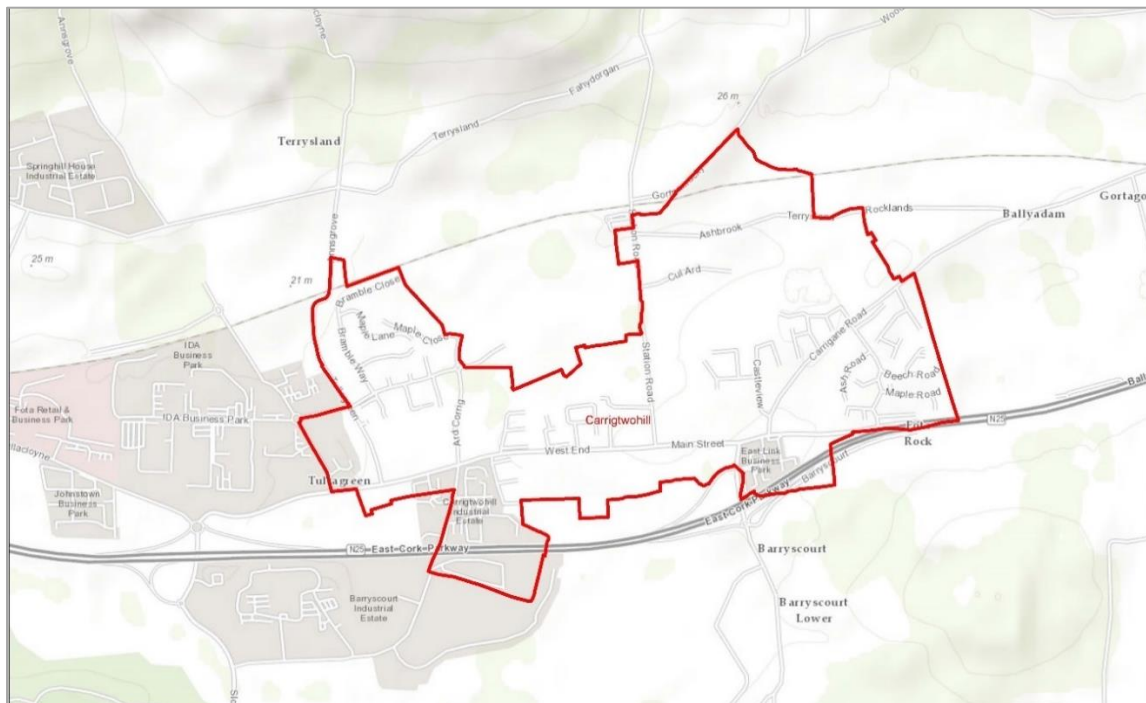 Annsgrove
Terrysland
Fahydorgan
Terrysland
26 m
Springhill House
Industrial Estate
Ashbrook
Rocklands
Ballyadam
25 m
21 m
Cul Ard
Bramble Close
Maple Lane
Maple Close
Bramble Way
IDA
Business
Park
Station Road
Castleview
Carrigane Road
Ash Road
Beech Road
Maple Road
Fota Retail &
Business Park
IDA Business Park
Ard Corrig
Carrigtwohill
N25
Rock
Main Street
West End
East Link
Business
Park
Barryscourt
Johnstown
Business
Park
Carrigtwohill
Industrial
Estate
East-Cork-Parkway
N25
East-Cork-Parkway
Barryscourt
Barryscourt
Industrial
Estate
Barryscourt
Lower